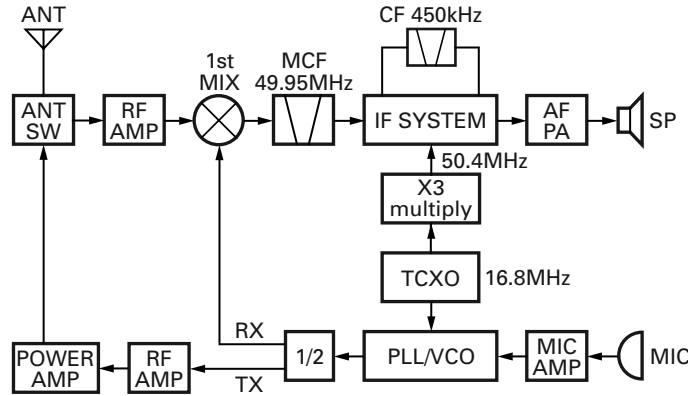 ANT
CF 450kHz
1st
MIX
MCF
49.95MHz
ANT
SW
RF
AMP
IF SYSTEM
AF
PA
SP
50.4MHz
X3
multiply
TCXO
16.8MHz
RX
TX
POWER
AMP
RF
AMP
1/2
PLL/VCO
MIC
AMP
MIC